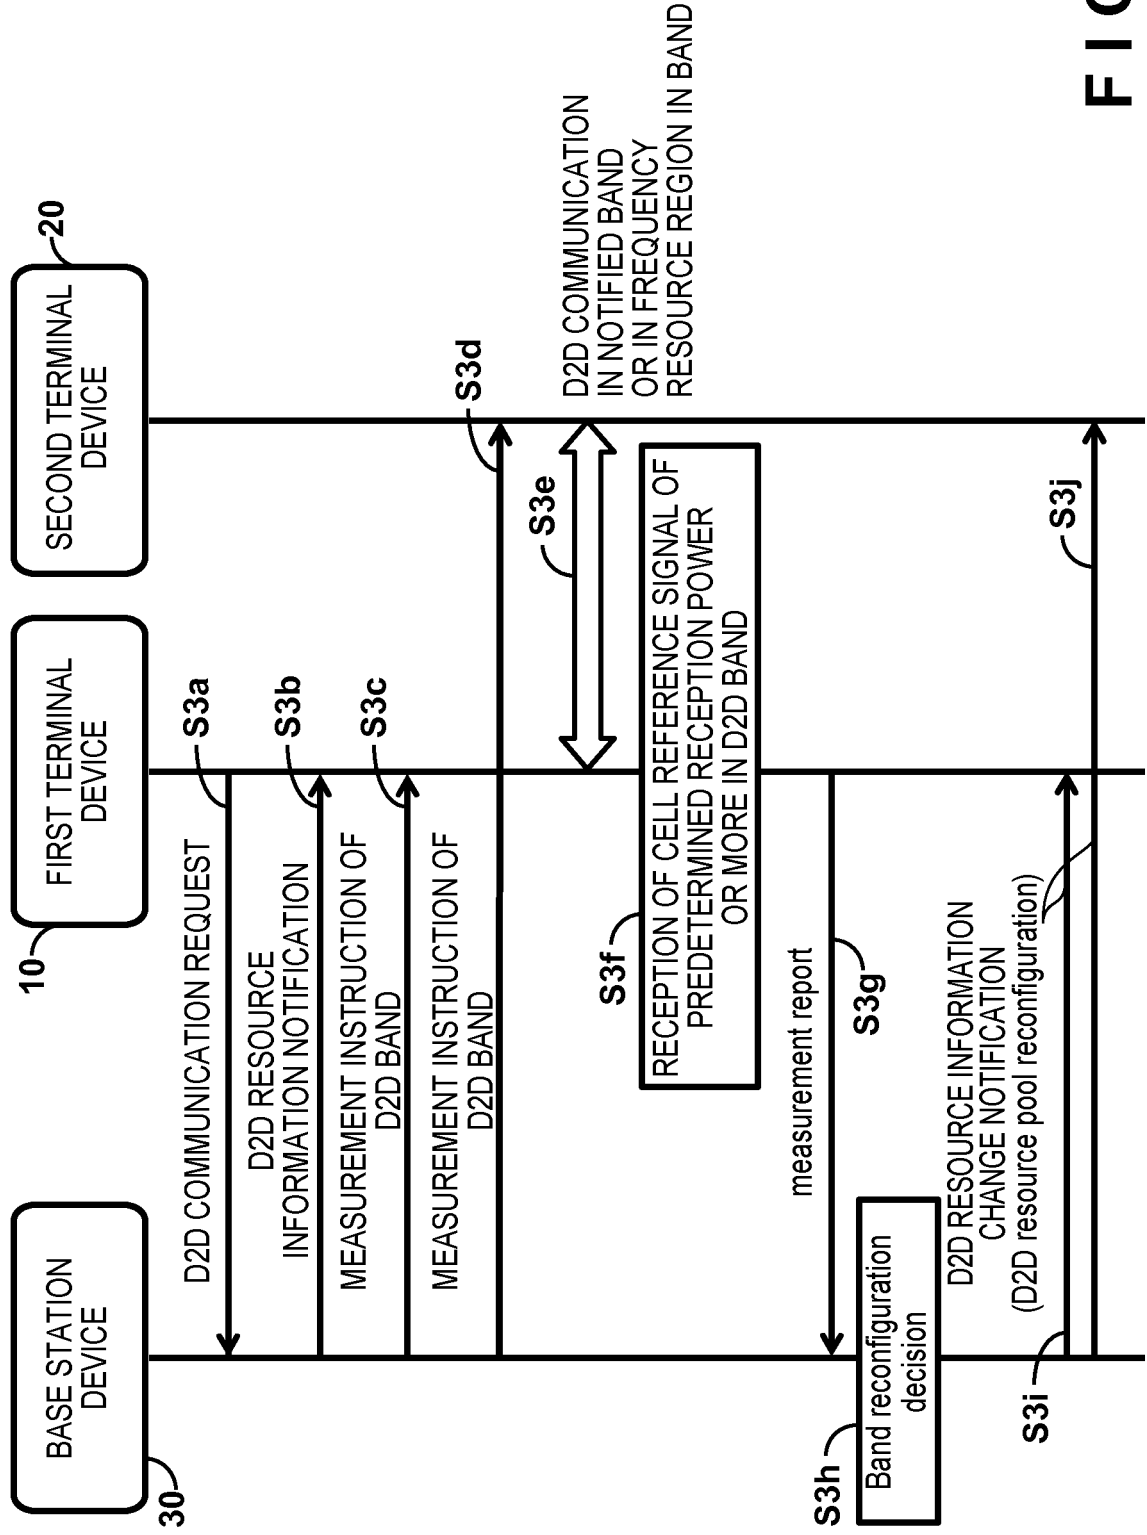 BASE STATION
DEVICE
30
FIRST TERMINAL
DEVICE
10
SECOND TERMINAL
DEVICE
20
D2D COMMUNICATION REQUEST
S3a
D2D RESOURCE
INFORMATION NOTIFICATION
S3b
MEASUREMENT INSTRUCTION OF
D2D BAND
S3c
MEASUREMENT INSTRUCTION OF
D2D BAND
S3d
S3e
D2D COMMUNICATION
IN NOTIFIED BAND
OR IN FREQUENCY
RESOURCE REGION IN BAND
S3f
RECEPTION OF CELL REFERENCE SIGNAL OF
PREDETERMINED RECEPTION POWER
OR MORE IN D2D BAND
measurement report
S3g
S3h
Band reconfiguration
decision
D2D RESOURCE INFORMATION
CHANGE NOTIFICATION
(D2D resource pool reconfiguration)
S3i
S3j
F I